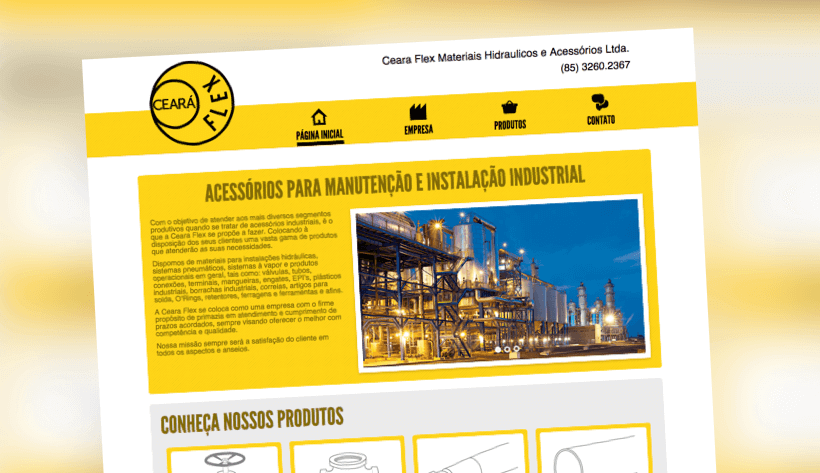 Ceara Flex Materiais Hidraulicos e Acessórios Ltda.
(85) 3260.2367
CEARÁ
FLEX
PÁGINA INICIAL
EMPRESA
PRODUTOS
CONTATO
ACESSÓRIOS PARA MANUTENÇÃO E INSTALAÇÃO INDUSTRIAL
Com o objetivo de atender aos mais diversos segmentos
produtivos quando se tratar de acessórios industriais, é o
que a Ceara Flex se propõe a fazer. Colocando à
disposição dos seus clientes uma vasta gama de produtos
que atenderão as suas necessidades.
Dispomos de materiais para instalações hidráulicas,
sistemas pneumáticos, sistemas à vapor e produtos
operacionais em geral, tais como: válvulas, tubos,
conexões, terminais, mangueiras, engates, EPI's, plásticos
industriais, borrachas industriais, correias, artigos para
solda, O'Rings, retentores, ferragens e ferramentas e afins.
A Ceara Flex se coloca como uma empresa com o firme
propósito de primazia em atendimento e cumprimento de
prazos acordados, sempre visando oferecer o melhor com
competência e qualidade.
Nossa missão sempre será a satisfação do cliente em
todos os aspectos e anseios.
CONHEÇA NOSSOS PRODUTOS